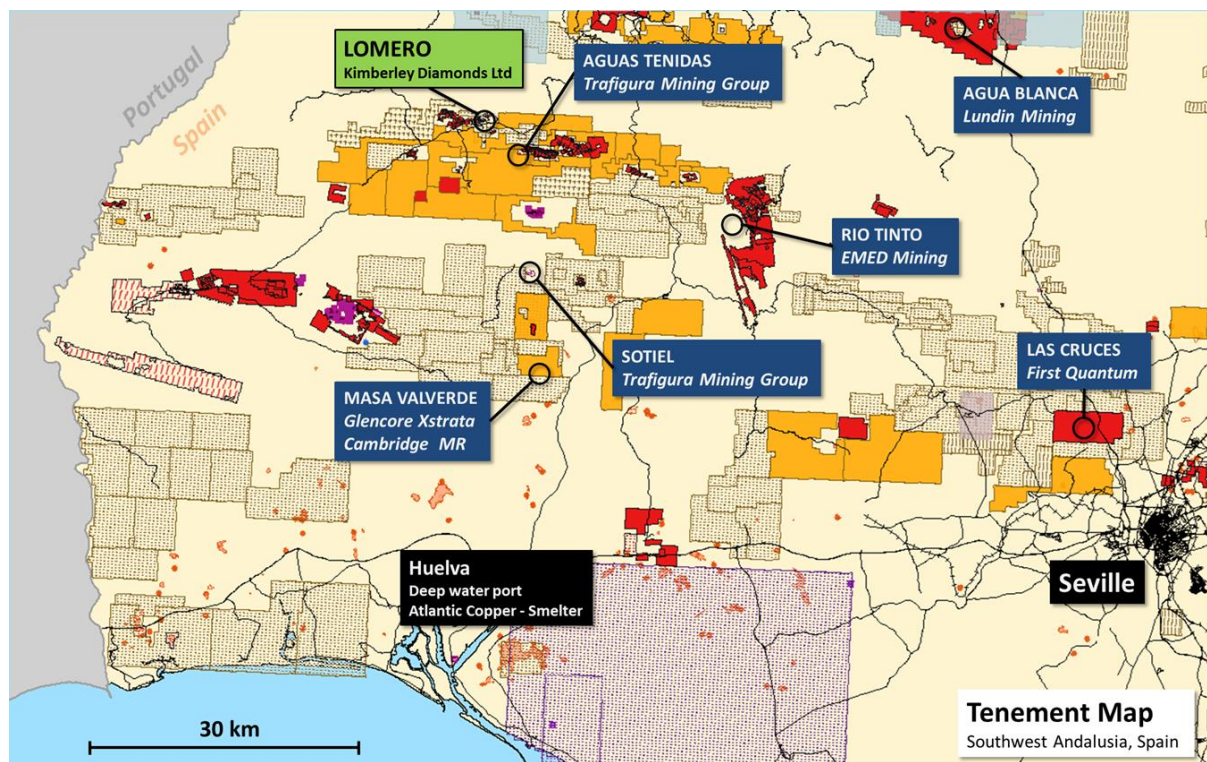 Portugal
Spain
LOMERO
Kimberley Diamonds Ltd
AGUAS TENIDAS
Trafigura Mining Group
AGUA BLANCA
Lundin Mining
RIO TINTO
EMED Mining
SOTIEL
Trafigura Mining Group
LAS CRUCES
First Quantum
MASA VALVERDE
Glencore Xstrata
Cambridge MR
Huelva
Deep water port
Atlantic Copper - Smelter
Seville
30 km
Tenement Map
Southwest Andalusia, Spain